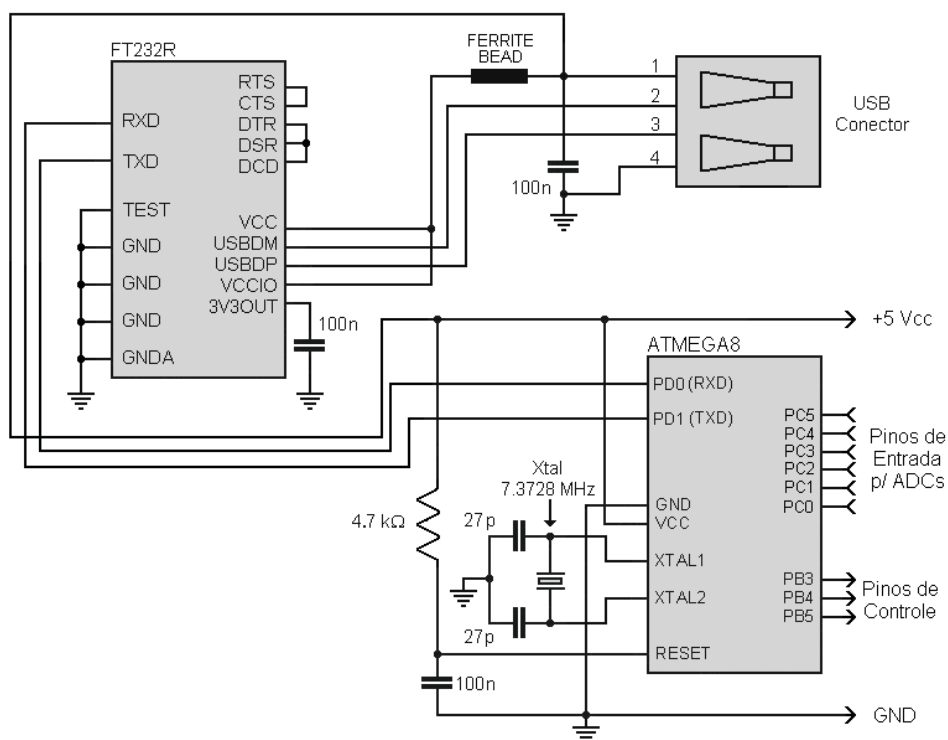 FT232R
RXD
TXD
TEST
GND
GND
GND
GNDA
RTS
CTS
DTR
DSR
DCD
VCC
USBDM
USBDP
VCCIO
3V3OUT
100n
FERRITE
BEAD
1
2
3
4
100n
USB
Conector
+5 Vcc
ATMEGA8
PD0 (RXD)
PD1 (TXD)
GND
VCC
XTAL1
XTAL2
RESET
PC5
PC4
PC3
PC2
PC1
PC0
Pinos de
Entrada
p/ ADCs
PB3
PB4
PB5
Pinos de
Controle
Xtal
7.3728 MHz
4.7 kΩ
27p
27p
100n
GND